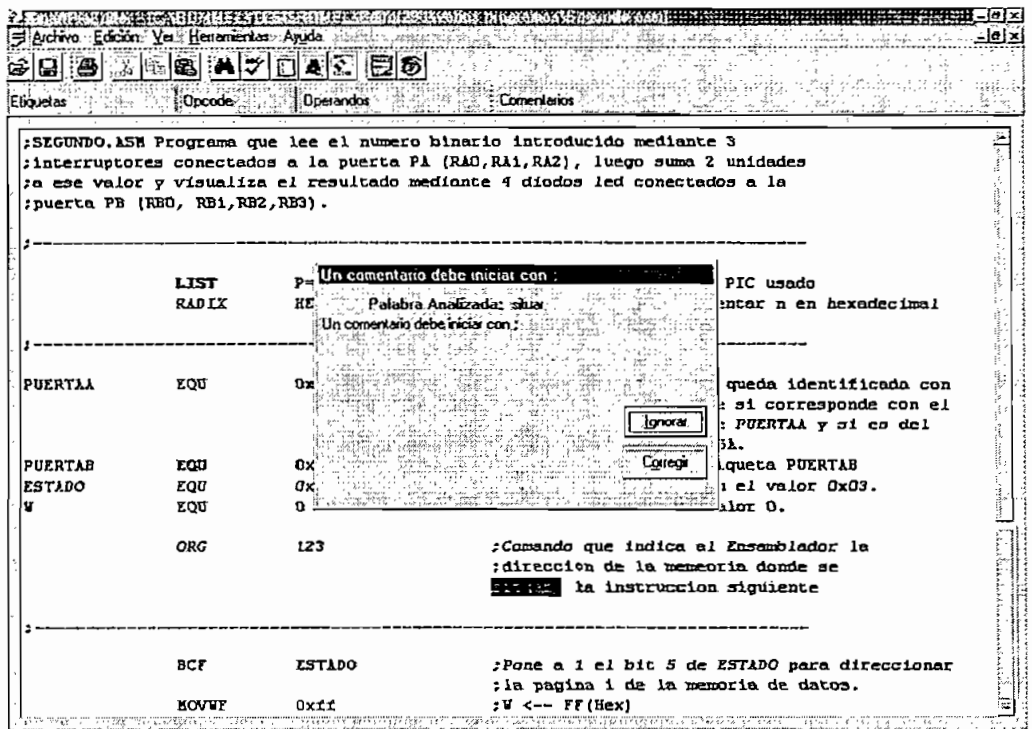 Archivo Edición Ver Herramientas Ayuda
Etiquetas Opcode Operandos Comentarios
;SEGUNDO.ASM Programa que lee el numero binario introducido mediante 3
;interruptores conectados a la puerta PA (RA0,RA1,RA2), luego suma 2 unidades
;a ese valor y visualiza el resultado mediante 4 diodos led conectados a la
;puerta PB (RB0, RB1,RB2,RB3).
LIST P= PIC usado
RADIX HE entar n en hexadecimal
Un comentario debe iniciar con ;
Palabra Analizada: situar
Un comentario debe iniciar con ;
Ignorar
Corregir
PUERTAA EQU 0x queda identificada con
si corresponde con el
PUERTAA y si es del
PUERTAB EQU 0x iqueta PUERTAB
ESTADO EQU 0x el valor 0x03.
W EQU 0 alor 0.
ORG 123 ;Comando que indica al Ensamblador la
;direccion de la memeoria donde se
la instruccion siguiente
BCF ESTADO ;Pone a 1 el bit 5 de ESTADO para direccionar
;la pagina 1 de la memoria de datos.
MOVWF 0xff ;W <-- FF(Hex)